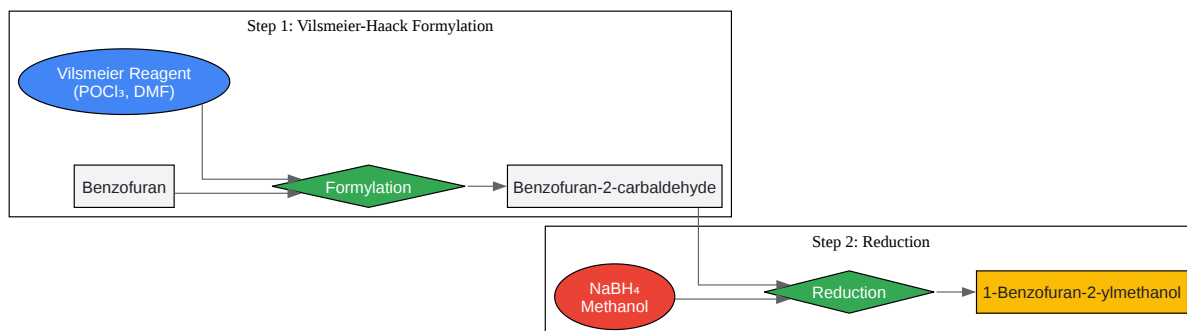 Step 1: Vilsmeier-Haack Formylation
Vilsmeier Reagent
(POCl₃, DMF)
Benzofuran
Formylation
Benzofuran-2-carbaldehyde
Step 2: Reduction
NaBH₄
Methanol
Reduction
1-Benzofuran-2-ylmethanol